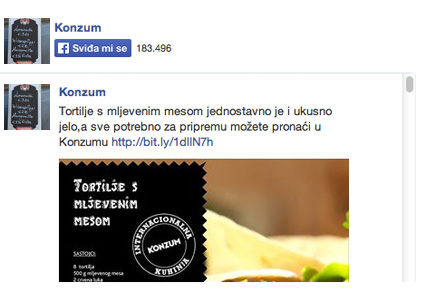 Konzum
Sviđa mi se 183.496
Konzum
Tortilje s mljevenim mesom jednostavno je i ukusno
jelo,a sve potrebno za pripremu možete pronaći u
Konzumu http://bit.ly/1dllN7h
TORTILJE S
MLJEVENIM
MESOM
INTERNACIONALNA
KONZUM
KUHINJA
SASTOJCI:
8 tortilja
500 g mljevenog mesa
2 crvena luka